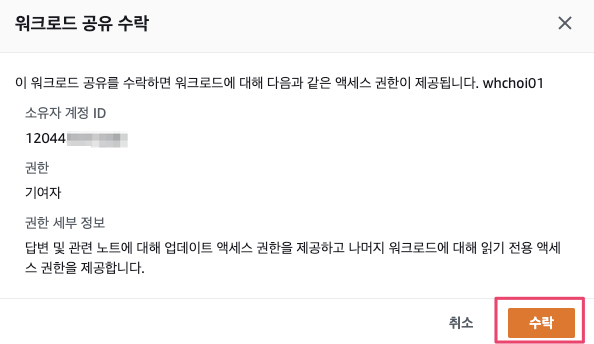 워크로드 공유 수락
이 워크로드 공유를 수락하면 워크로드에 대해 다음과 같은 액세스 권한이 제공됩니다. whchoi01
소유자 계정 ID
12044
권한
기여자
권한 세부 정보
답변 및 관련 노트에 대해 업데이트 액세스 권한을 제공하고 나머지 워크로드에 대해 읽기 전용 액세
스 권한을 제공합니다.
취소
수락